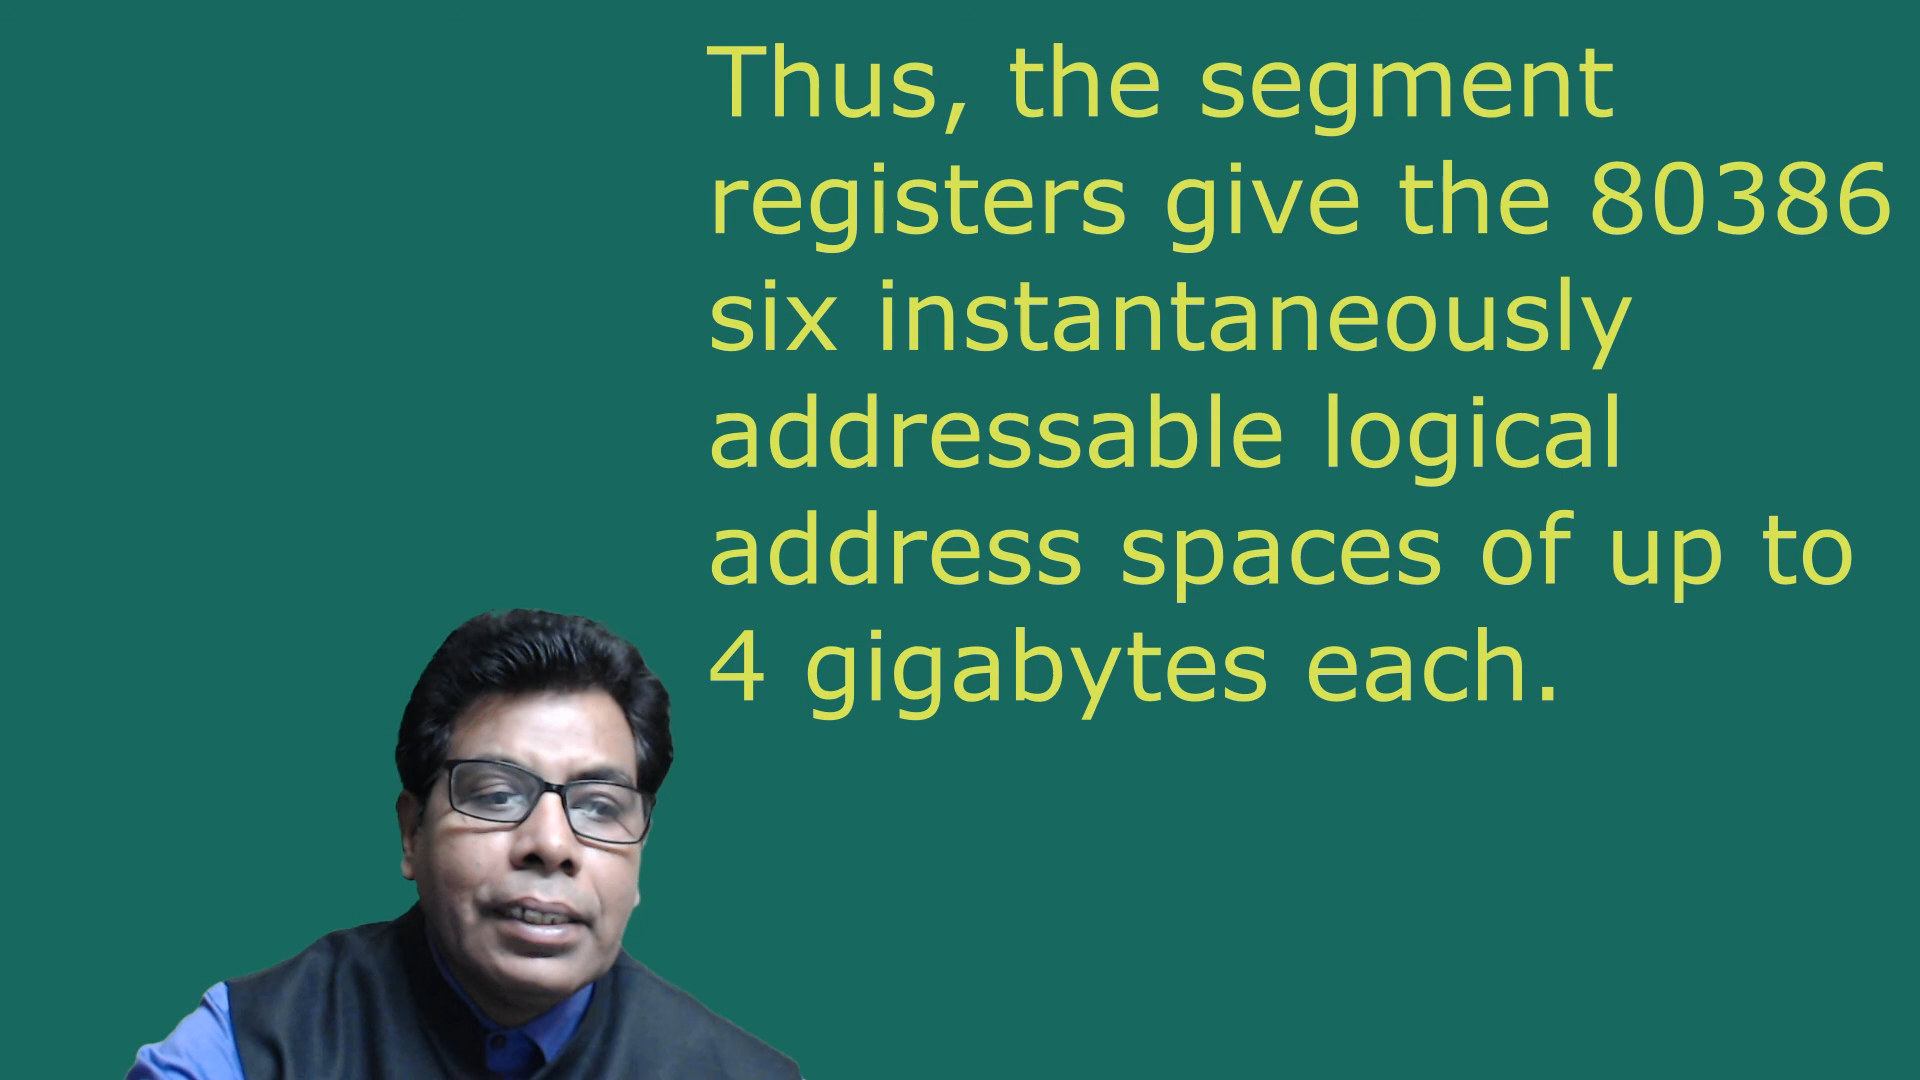 Thus, the segment
registers give the 80386
six instantaneously
addressable logical
address spaces of up to
4 gigabytes each.